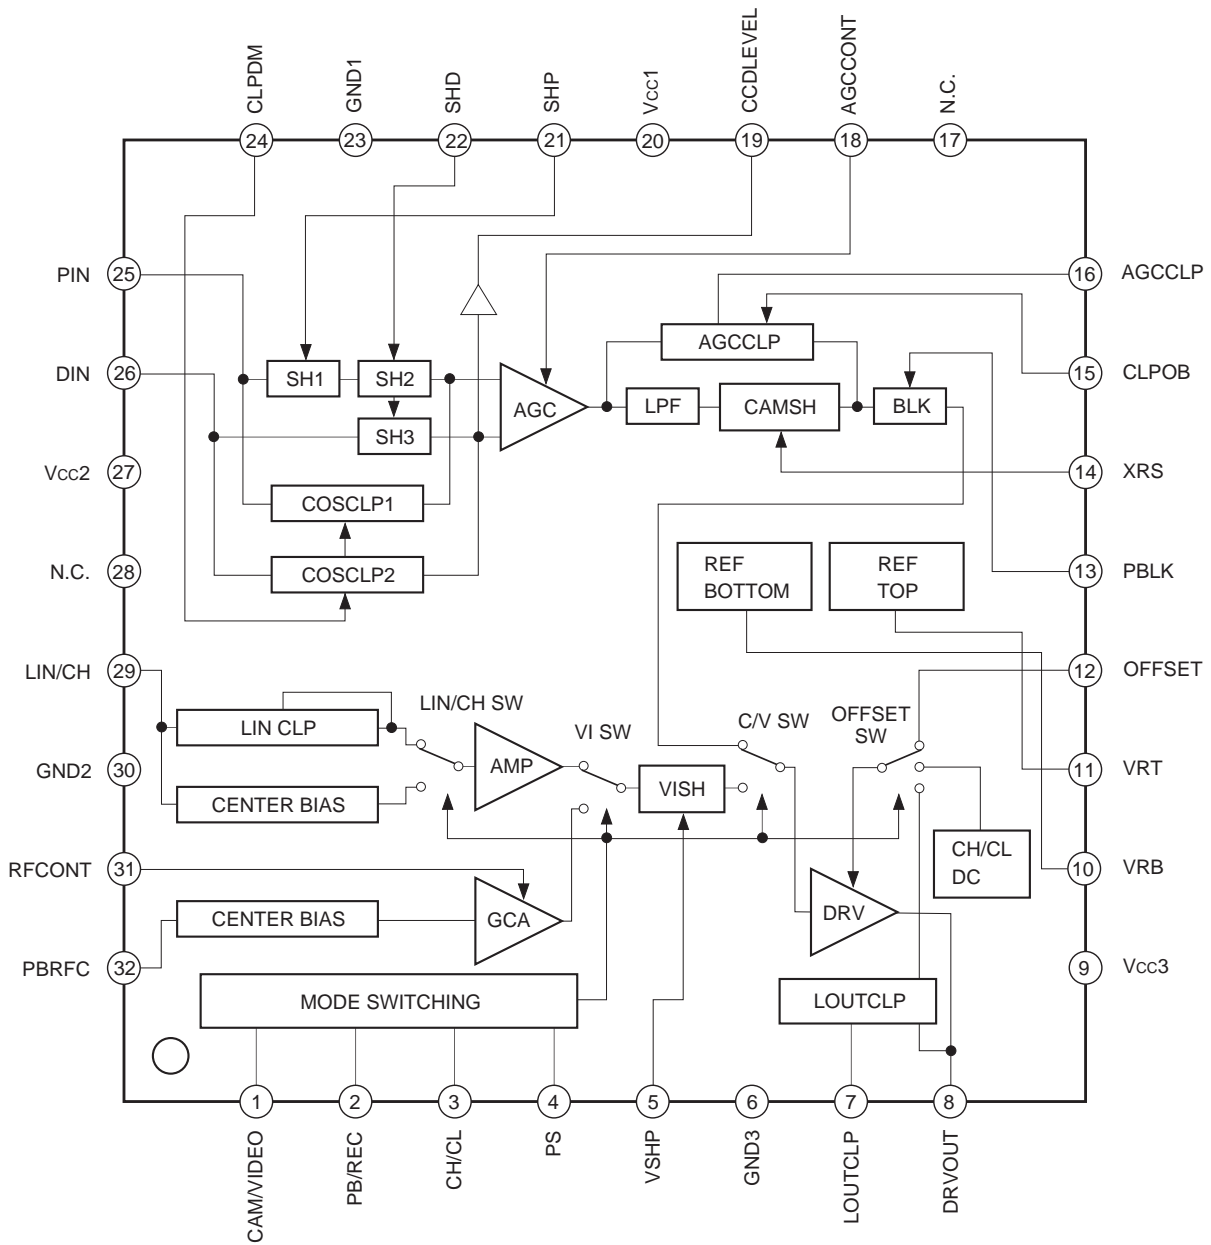 CLPDM
GND1
SHD
SHP
Vcc1
CCDLEVEL
AGCCONT
N.C.
24
23
22
21
20
19
18
17
PIN
25
16
AGCCLP
AGCCLP
DIN
26
SH1
SH2
SH3
AGC
LPF
CAMSH
BLK
15
CLPOB
Vcc2
27
14
XRS
COSCLP1
COSCLP2
N.C.
28
REF
BOTTOM
REF
TOP
13
PBLK
LIN/CH
29
12
OFFSET
LIN CLP
LIN/CH SW
VI SW
C/V SW
OFFSET
SW
GND2
30
AMP
11
VRT
CENTER BIAS
VISH
RFCONT
31
CH/CL
DC
10
VRB
CENTER BIAS
GCA
DRV
PBRFC
32
9
Vcc3
MODE SWITCHING
LOUTCLP
1
2
3
4
5
6
7
8
CAM/VIDEO
PB/REC
CH/CL
PS
VSHP
GND3
LOUTCLP
DRVOUT